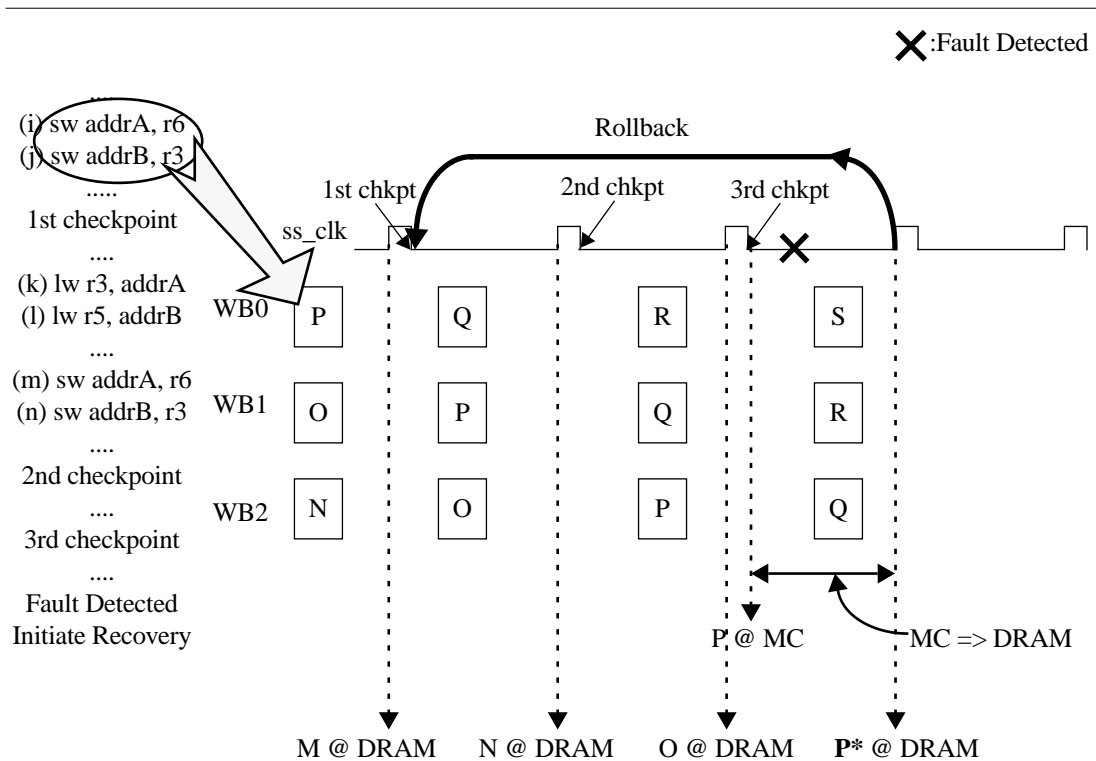 :Fault Detected
....
(i) sw addrA, r6
(j) sw addrB, r3
.....
1st checkpoint
....
(k) lw r3, addrA
(l) lw r5, addrB
....
(m) sw addrA, r6
(n) sw addrB, r3
....
2nd checkpoint
....
3rd checkpoint
....
Fault Detected
Initiate Recovery
Rollback
1st chkpt
2nd chkpt
3rd chkpt
ss_clk
WB0 P Q R S
WB1 O P Q R
WB2 N O P Q
P @ MC
MC => DRAM
M @ DRAM
N @ DRAM
O @ DRAM
P* @ DRAM